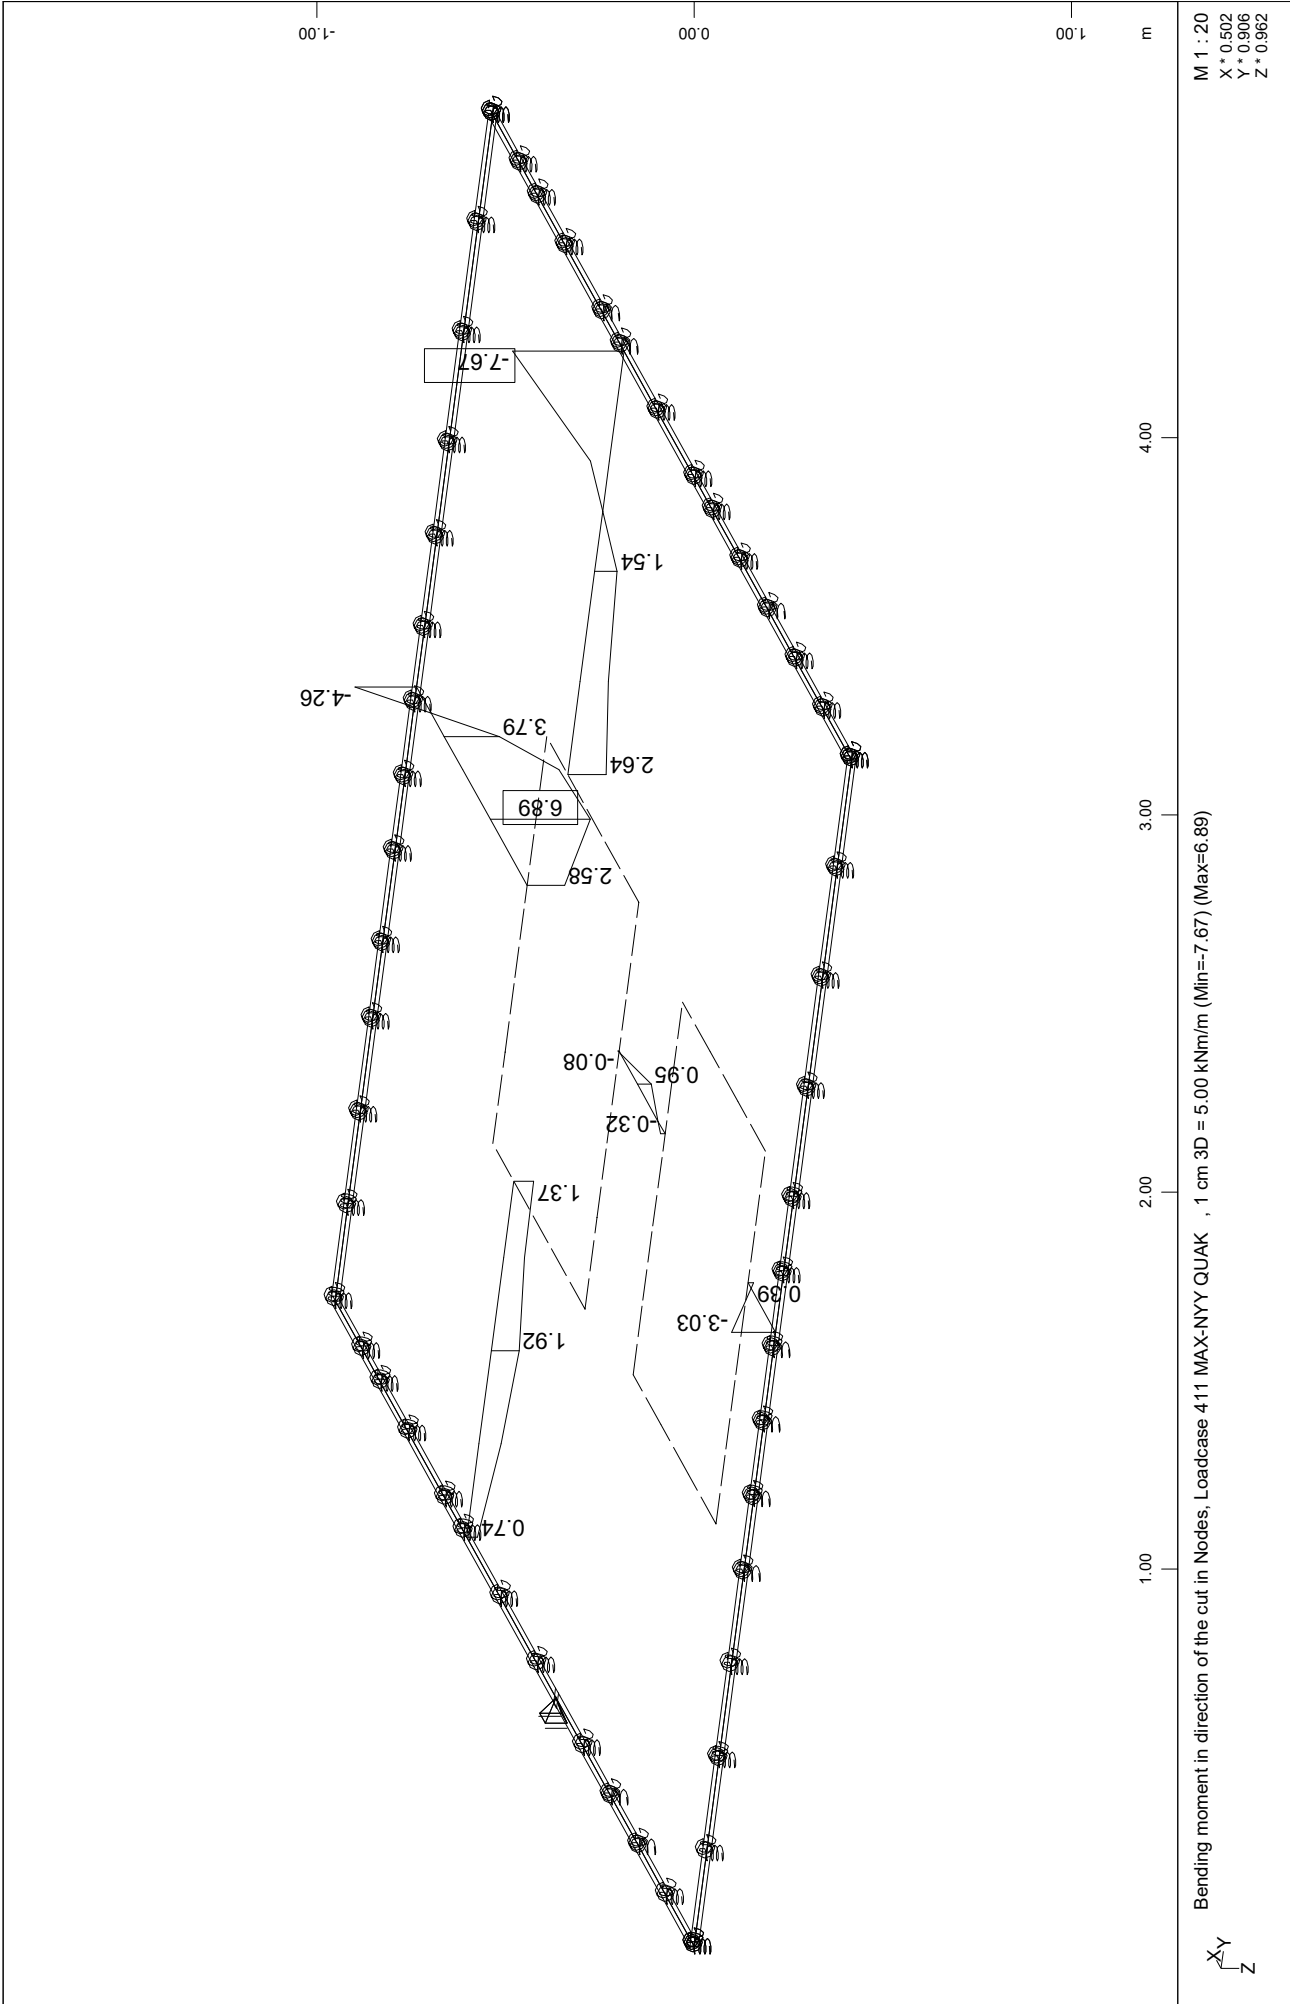 -1.00
0.00
1.00
m
M 1 : 20
X * 0.502
Y * 0.906
Z * 0.962
-7.67
4.00
1.54
-4.26
3.79
2.64
6.89
3.00
2.58
-0.08
0.95
-0.32
1.37
2.00
0.39
-3.03
1.92
0.74
1.00
Bending moment in direction of the cut in Nodes, Loadcase 411 MAX-NYY QUAK , 1 cm 3D = 5.00 kNm/m (Min=-7.67) (Max=6.89)
X
Y
Z